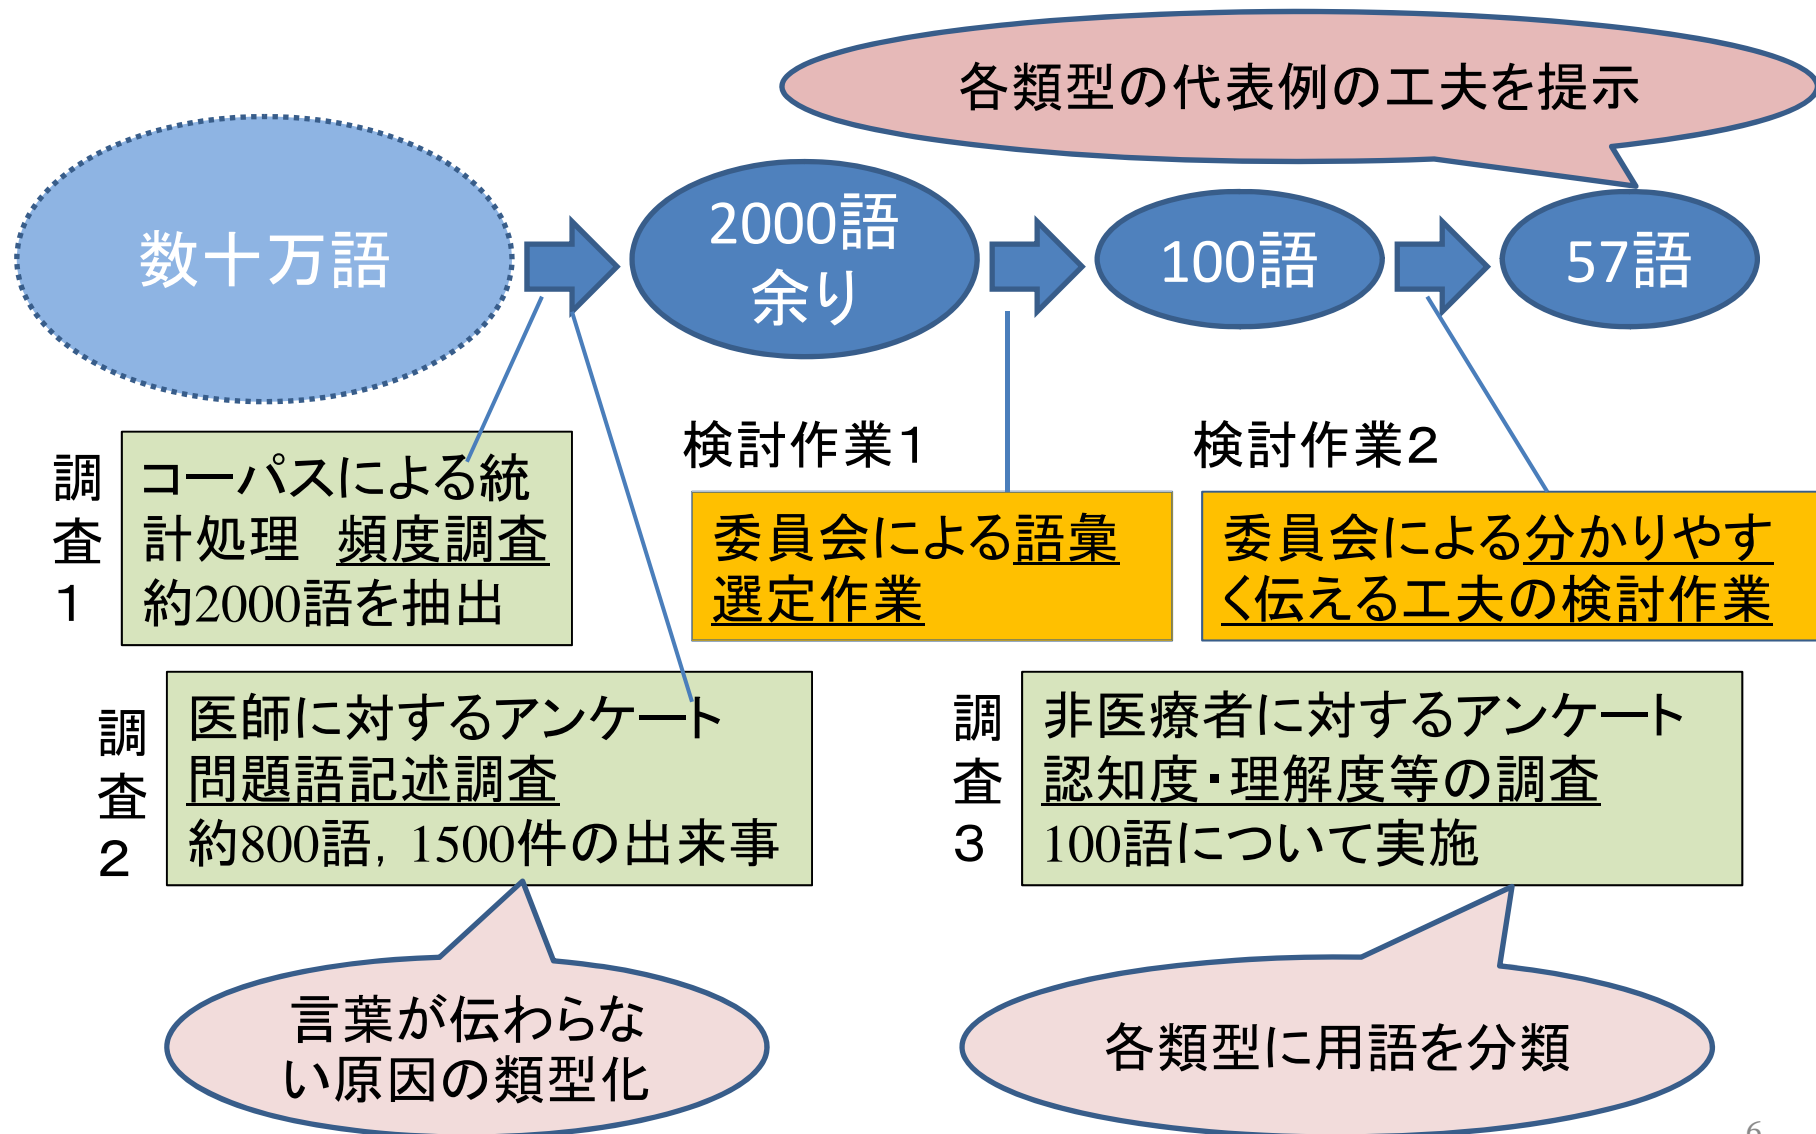 各類型の代表例の工夫を提示
数十万語
2000語
余り
100語
57語
調
査
1
コーパスによる統
計処理　頻度調査
約2000語を抽出
検討作業1
委員会による語彙
選定作業
検討作業2
委員会による分かりやす
く伝える工夫の検討作業
調
査
2
医師に対するアンケート
問題語記述調査
約800語，1500件の出来事
調
査
3
非医療者に対するアンケート
認知度・理解度等の調査
100語について実施
言葉が伝わらな
い原因の類型化
各類型に用語を分類
6